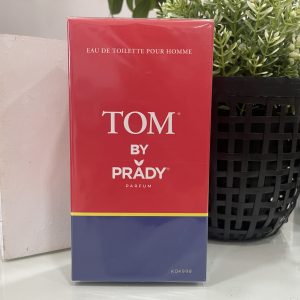 EAU DE TOILETTE POUR HOMME
TOM®
BY
PRADY®
PARFUM